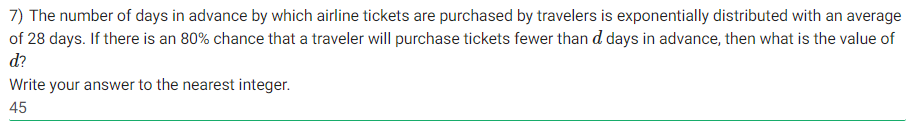 7) The number of days in advance by which airline tickets are purchased by travelers is exponentially distributed with an average
of 28 days. If there is an 80% chance that a traveler will purchase tickets fewer than d days in advance, then what is the value of
d?
Write your answer to the nearest integer.
45